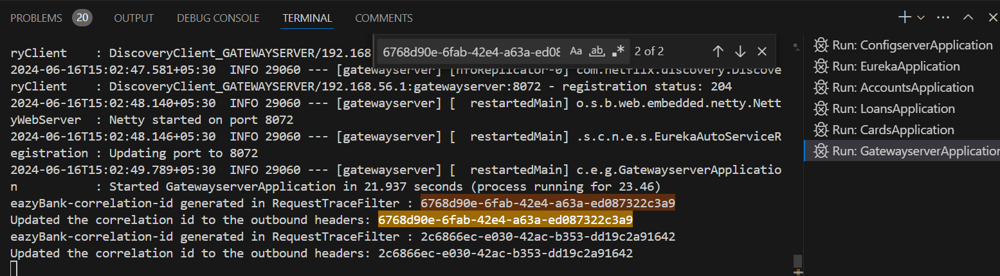 PROBLEMS 20 OUTPUT DEBUG CONSOLE TERMINAL COMMENTS
6768d90e-6fab-42e4-a63a-ed08 Aa ab .* 2 of 2
ryClient    : DiscoveryClient_GATEWAYSERVER/192.168
2024-06-16T15:02:47.581+05:30  INFO 29060 --- [gatewayserver] [nfoReplicator-0] com.netflix.discovery.Discove
ryClient    : DiscoveryClient_GATEWAYSERVER/192.168.56.1:gatewayserver:8072 - registration status: 204
2024-06-16T15:02:48.140+05:30  INFO 29060 --- [gatewayserver] [  restartedMain] o.s.b.web.embedded.netty.Nett
yWebServer  : Netty started on port 8072
2024-06-16T15:02:48.146+05:30  INFO 29060 --- [gatewayserver] [  restartedMain] .s.c.n.e.s.EurekaAutoServiceR
egistration : Updating port to 8072
2024-06-16T15:02:49.789+05:30  INFO 29060 --- [gatewayserver] [  restartedMain] c.e.g.GatewayserverApplicatio
n           : Started GatewayserverApplication in 21.937 seconds (process running for 23.46)
eazyBank-correlation-id generated in RequestTraceFilter : 6768d90e-6fab-42e4-a63a-ed087322c3a9
Updated the correlation id to the outbound headers: 6768d90e-6fab-42e4-a63a-ed087322c3a9
eazyBank-correlation-id generated in RequestTraceFilter : 2c6866ec-e030-42ac-b353-dd19c2a91642
Updated the correlation id to the outbound headers: 2c6866ec-e030-42ac-b353-dd19c2a91642
Run: ConfigserverApplication
Run: EurekaApplication
Run: AccountsApplication
Run: LoansApplication
Run: CardsApplication
Run: GatewayserverApplication